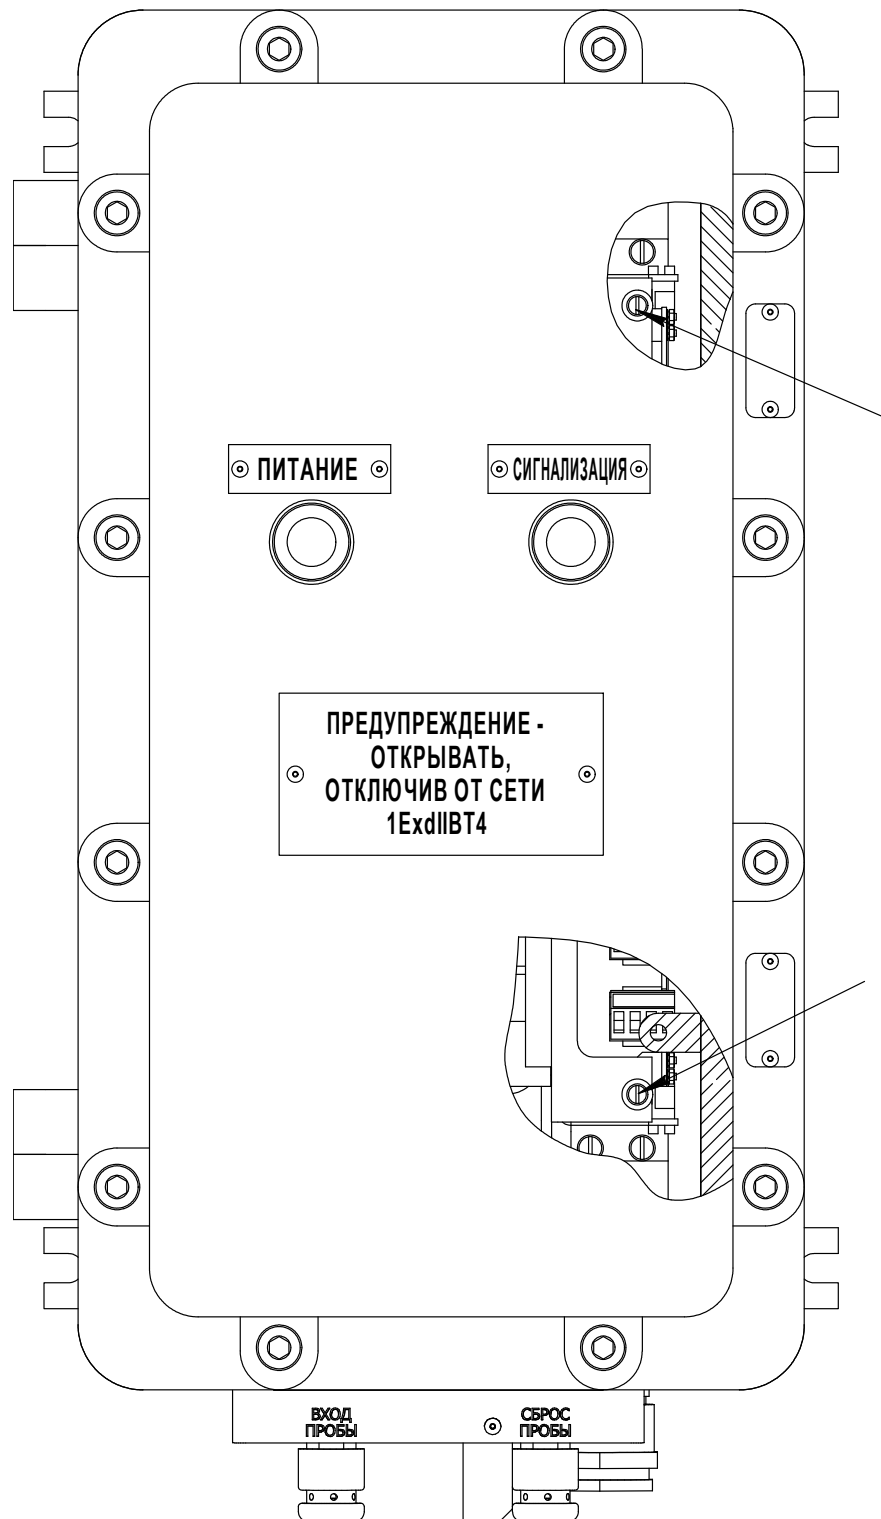 ПИТАНИЕ
СИГНАЛИЗАЦИЯ
ПРЕДУПРЕЖДЕНИЕ -
ОТКРЫВАТЬ,
ОТКЛЮЧИВ ОТ СЕТИ
1ExdIIBT4
ВХОД
ПРОБЫ
СБРОС
ПРОБЫ